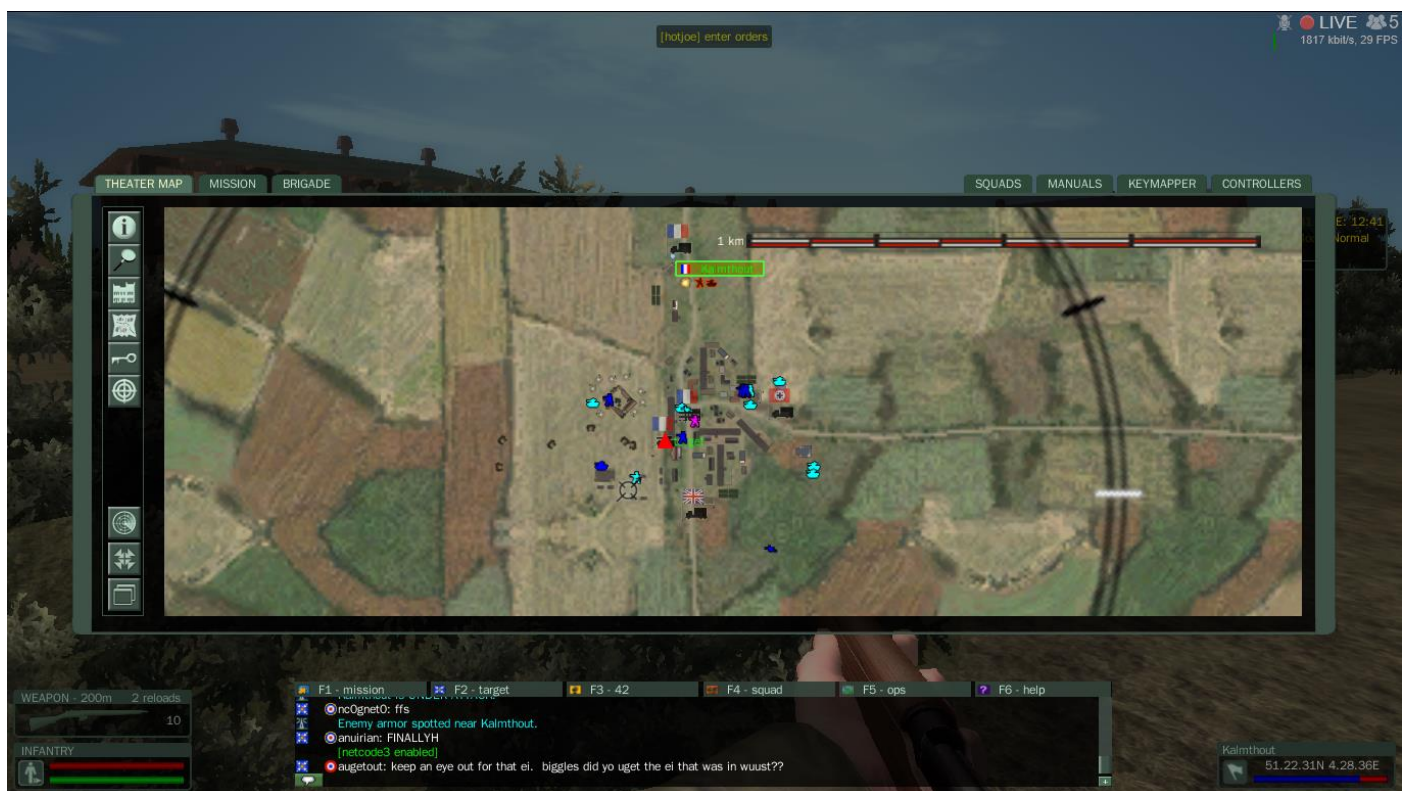 [hotjoe] enter orders
LIVE 5
1817 kbit/s, 29 FPS
THEATER MAP
MISSION
BRIGADE
SQUADS
MANUALS
KEYMAPPER
CONTROLLERS
E: 12:41
Normal
1 km
Kalmthout
WEAPON - 200m 2 reloads
10
INFANTRY
F1 - mission
F2 - target
F3 - 42
F4 - squad
F5 - ops
F6 - help
nc0gnet0: ffs
Enemy armor spotted near Kalmthout.
anuirian: FINALLYH
[netcode3 enabled]
augetout: keep an eye out for that ei. biggles did yo uget the ei that was in wuust??
Kalmthout
51.22.31N 4.28.36E